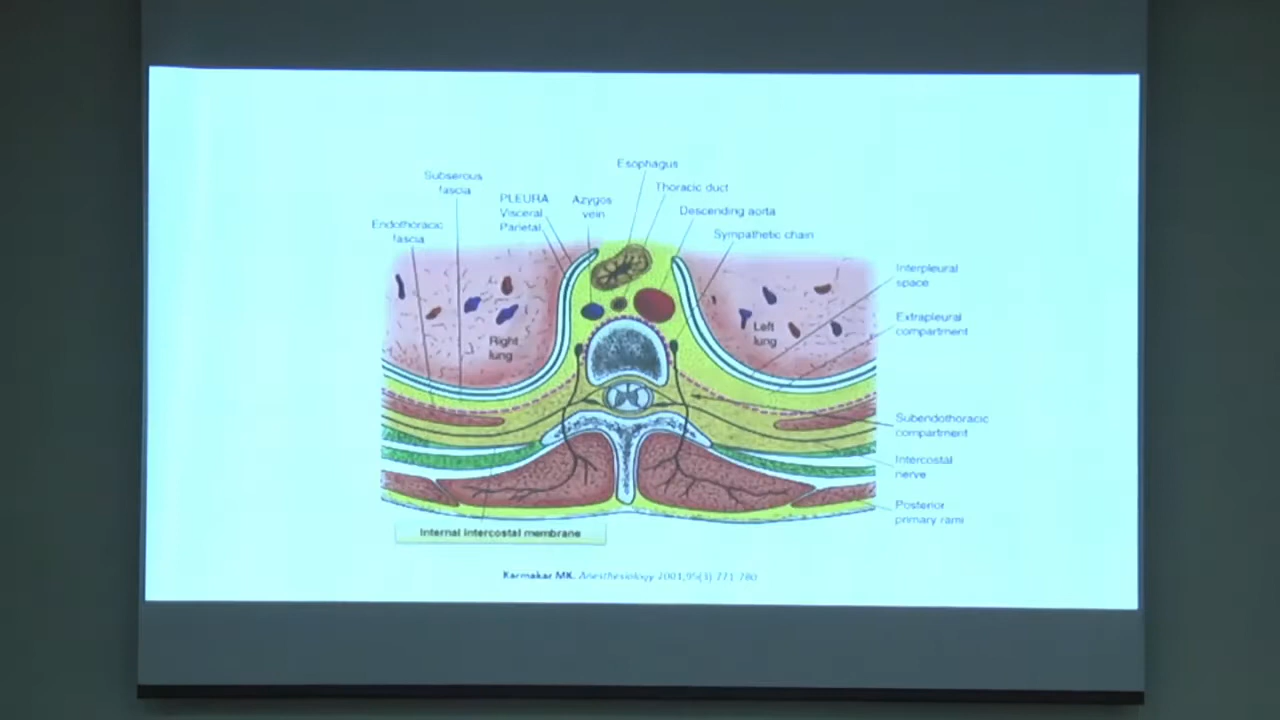 Esophagus
Subserous
fascia
Thoracic duct
PLEURA
Visceral
Parietal
Azygos
vein
Descending aorta
Endothoracic
fascia
Sympathetic chain
Interpleural
space
Extrapleural
compartment
Right
lung
Left
lung
Subendothoracic
compartment
Intercostal
nerve
Posterior
primary rami
Internal intercostal membrane
Karmakar MK. Anesthesiology 2001;95(3) 771-780